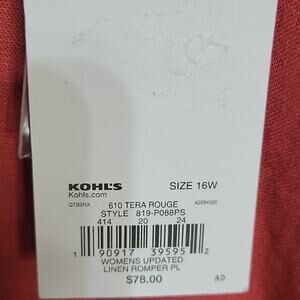 KOHL'S SIZE 16W
Kohls.com
QTB9RX 610 TERA ROUGE
STYLE 819-P088PS
414 20 24
1 90917 39595 2
WOMENS UPDATED
LINEN ROMPER PL
$78.00 A.D.